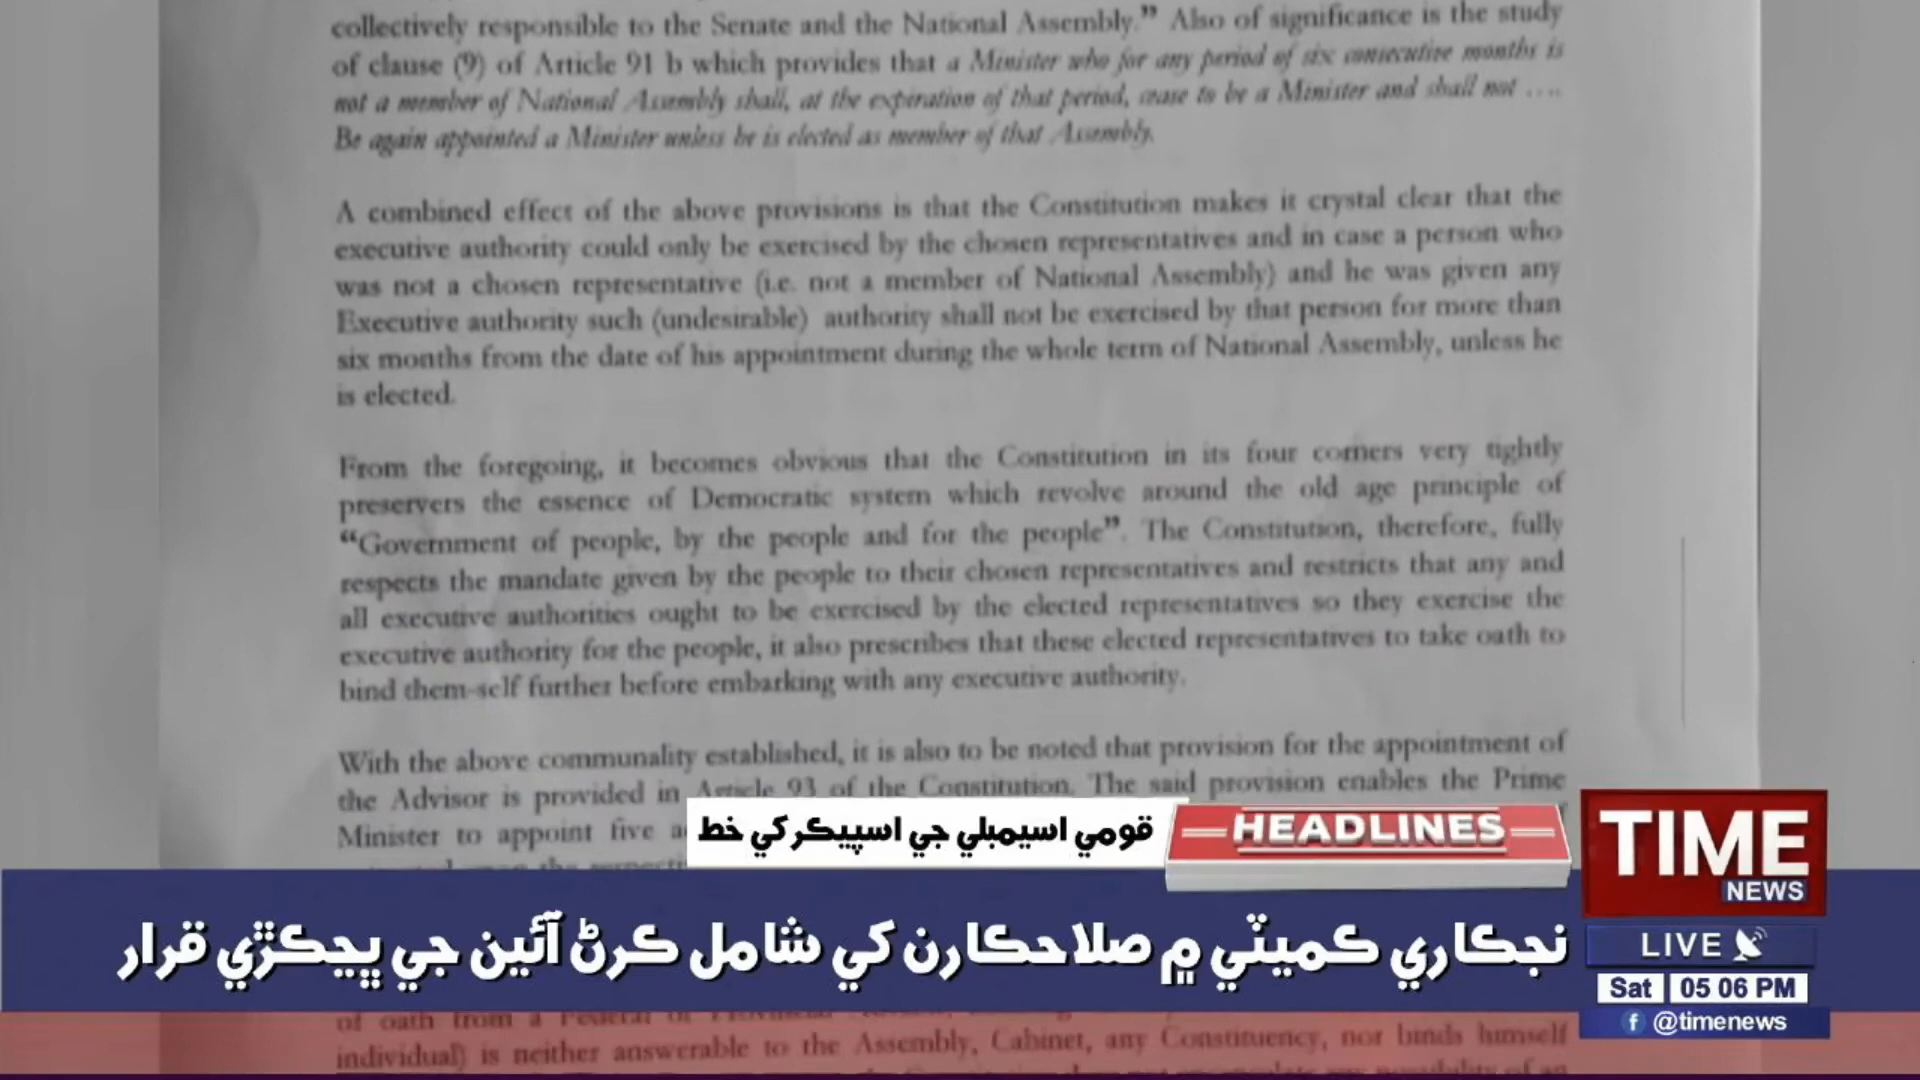 collectively responsible to the Senate and the National Assembly.” Also of significance is the study
of clause (9) of Article 91 b which provides that a Minister who for any period of six consecutive months is
not a member of National Assembly shall, at the expiration of that period, cease to be a Minister and shall not ....
Be again appointed a Minister unless he is elected as member of that Assembly.
A combined effect of the above provisions is that the Constitution makes it crystal clear that the
executive authority could only be exercised by the chosen representatives and in case a person who
was not a chosen representative (i.e. not a member of National Assembly) and he was given any
Executive authority such (undesirable) authority shall not be exercised by that person for more than
six months from the date of his appointment during the whole term of National Assembly, unless he
is elected.
From the foregoing, it becomes obvious that the Constitution in its four corners very tightly
preservers the essence of Democratic system which revolve around the old age principle of
“Government of people, by the people and for the people”. The Constitution, therefore, fully
respects the mandate given by the people to their chosen representatives and restricts that any and
all executive authorities ought to be exercised by the elected representatives so they exercise the
executive authority for the people, it also prescribes that these elected representatives to take oath to
bind them-self further before embarking with any executive authority.
With the above communality established, it is also to be noted that provision for the appointment of
the Advisor is provided in Article 93 of the Constitution. The said provision enables the Prime
Minister to appoint five
قومي اسيمبلي جي اسپيڪر کي خط
HEADLINES
TIME
NEWS
نجڪاري ڪميٽي ۾ صلاحڪارن کي شامل ڪرڻ آئين جي ڀڃڪڙي قرار
LIVE
Sat 05 06 PM
@timenews
of oath from a
individual) is neither answerable to the Assembly, Cabinet, any Constituency, nor binds himself